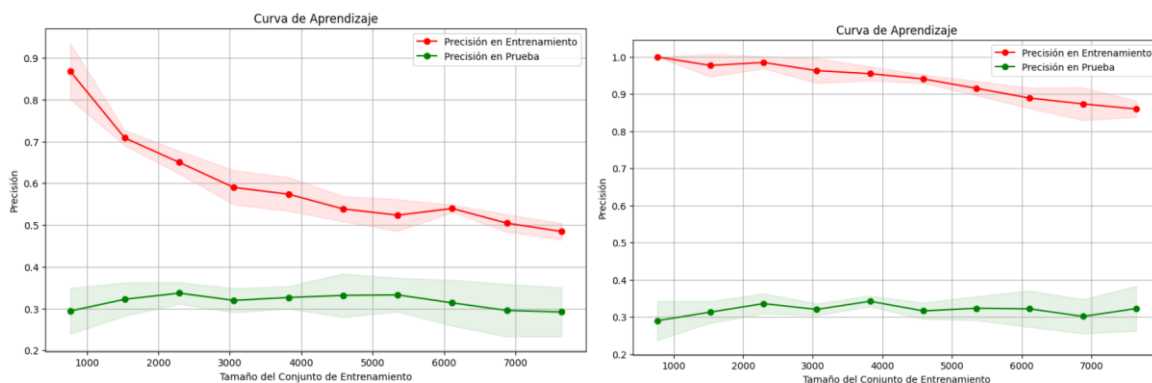 Curva de Aprendizaje
Precisión en Entrenamiento
Precisión en Prueba
0.9
0.8
0.7
0.6
0.5
0.4
0.3
0.2
Precisión
1000 2000 3000 4000 5000 6000 7000
Tamaño del Conjunto de Entrenamiento
Curva de Aprendizaje
Precisión en Entrenamiento
Precisión en Prueba
1.0
0.9
0.8
0.7
0.6
0.5
0.4
0.3
0.2
Precisión
1000 2000 3000 4000 5000 6000 7000
Tamaño del Conjunto de Entrenamiento